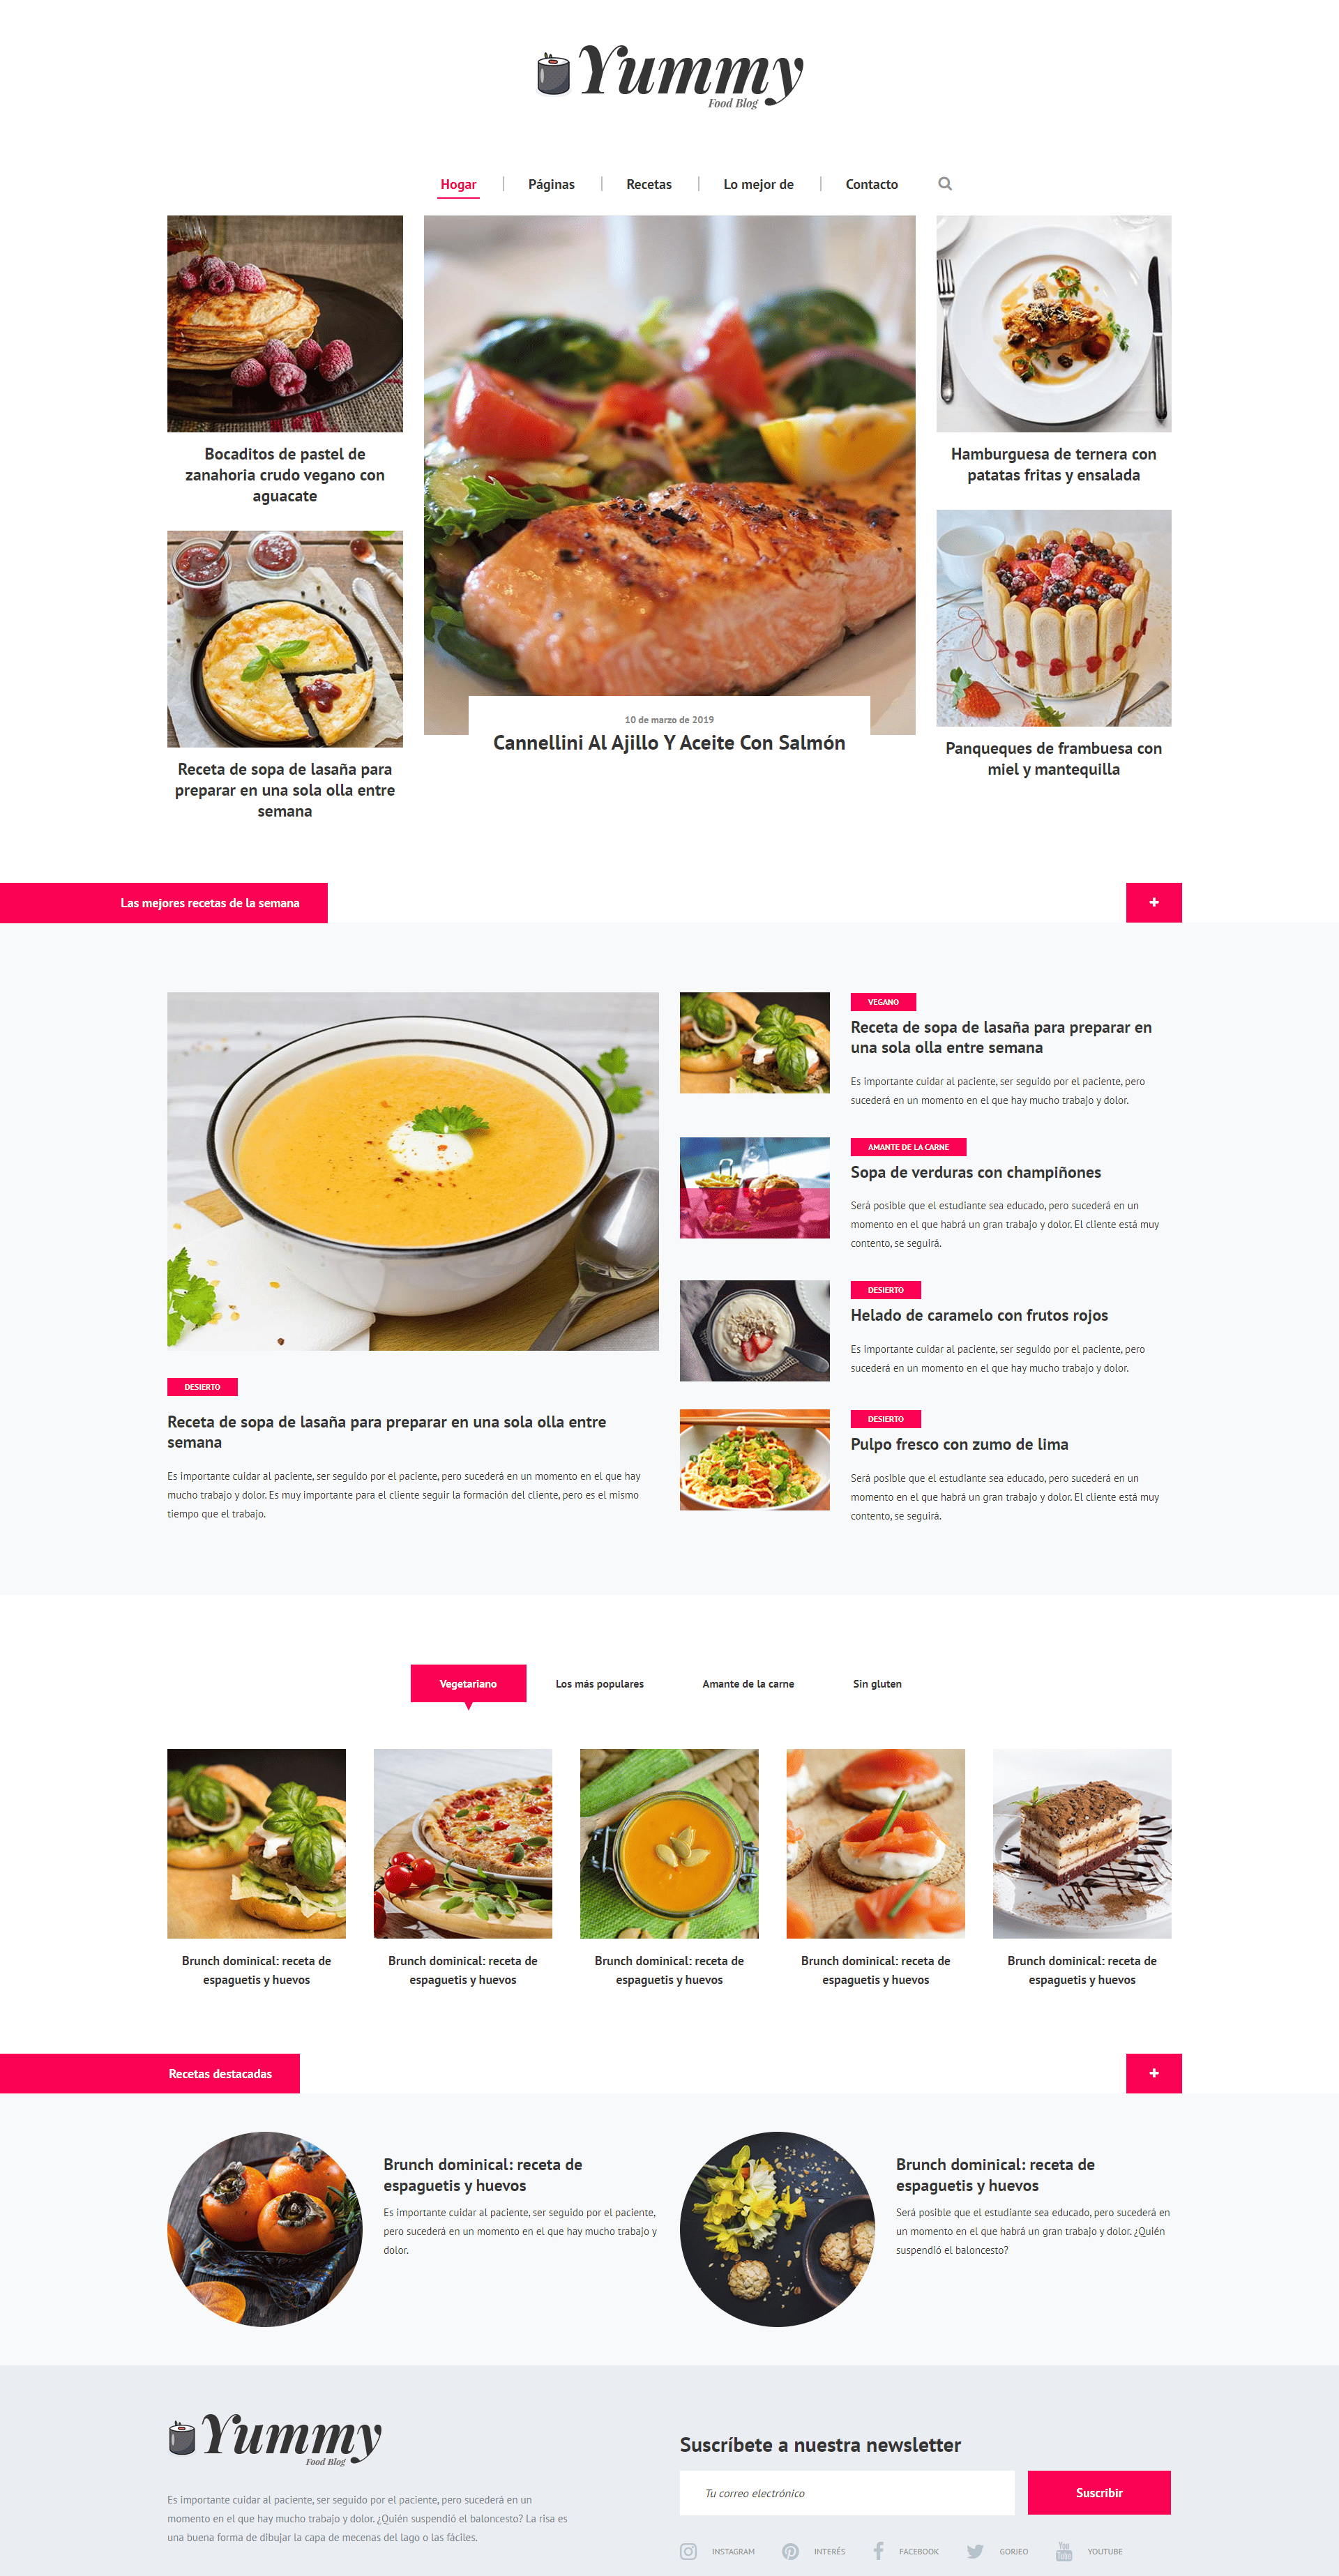 Yummy
Food Blog
Hogar
Páginas
Recetas
Lo mejor de
Contacto
Bocaditos de pastel de
zanahoria crudo vegano con
aguacate
Receta de sopa de lasaña para
preparar en una sola olla entre
semana
10 de marzo de 2019
Cannellini Al Ajillo Y Aceite Con Salmón
Hamburguesa de ternera con
patatas fritas y ensalada
Panqueques de frambuesa con
miel y mantequilla
Las mejores recetas de la semana
+
DESIERTO
Receta de sopa de lasaña para preparar en una sola olla entre
semana
Es importante cuidar al paciente, ser seguido por el paciente, pero sucederá en un momento en el que hay
mucho trabajo y dolor. Es muy importante para el cliente seguir la formación del cliente, pero es el mismo
tiempo que el trabajo.
VEGANO
Receta de sopa de lasaña para preparar en
una sola olla entre semana
Es importante cuidar al paciente, ser seguido por el paciente, pero
sucederá en un momento en el que hay mucho trabajo y dolor.
AMANTE DE LA CARNE
Sopa de verduras con champiñones
Será posible que el estudiante sea educado, pero sucederá en un
momento en el que habrá un gran trabajo y dolor. El cliente está muy
contento, se seguirá.
DESIERTO
Helado de caramelo con frutos rojos
Es importante cuidar al paciente, ser seguido por el paciente, pero
sucederá en un momento en el que hay mucho trabajo y dolor.
DESIERTO
Pulpo fresco con zumo de lima
Será posible que el estudiante sea educado, pero sucederá en un
momento en el que habrá un gran trabajo y dolor. El cliente está muy
contento, se seguirá.
Vegetariano
Los más populares
Amante de la carne
Sin gluten
Brunch dominical: receta de
espaguetis y huevos
Brunch dominical: receta de
espaguetis y huevos
Brunch dominical: receta de
espaguetis y huevos
Brunch dominical: receta de
espaguetis y huevos
Brunch dominical: receta de
espaguetis y huevos
Recetas destacadas
+
Brunch dominical: receta de
espaguetis y huevos
Es importante cuidar al paciente, ser seguido por el paciente,
pero sucederá en un momento en el que hay mucho trabajo y
dolor.
Brunch dominical: receta de
espaguetis y huevos
Será posible que el estudiante sea educado, pero sucederá en
un momento en el que habrá un gran trabajo y dolor. ¿Quién
suspendió el baloncesto?
Yummy
Food Blog
Es importante cuidar al paciente, ser seguido por el paciente, pero sucederá en un
momento en el que hay mucho trabajo y dolor. ¿Quién suspendió el baloncesto? La risa es
una buena forma de dibujar la capa de mecenas del lago o las fáciles.
Suscríbete a nuestra newsletter
Tu correo electrónico
Suscribir
INSTAGRAM
INTERÉS
FACEBOOK
GORJEO
You
Tube
YOUTUBE